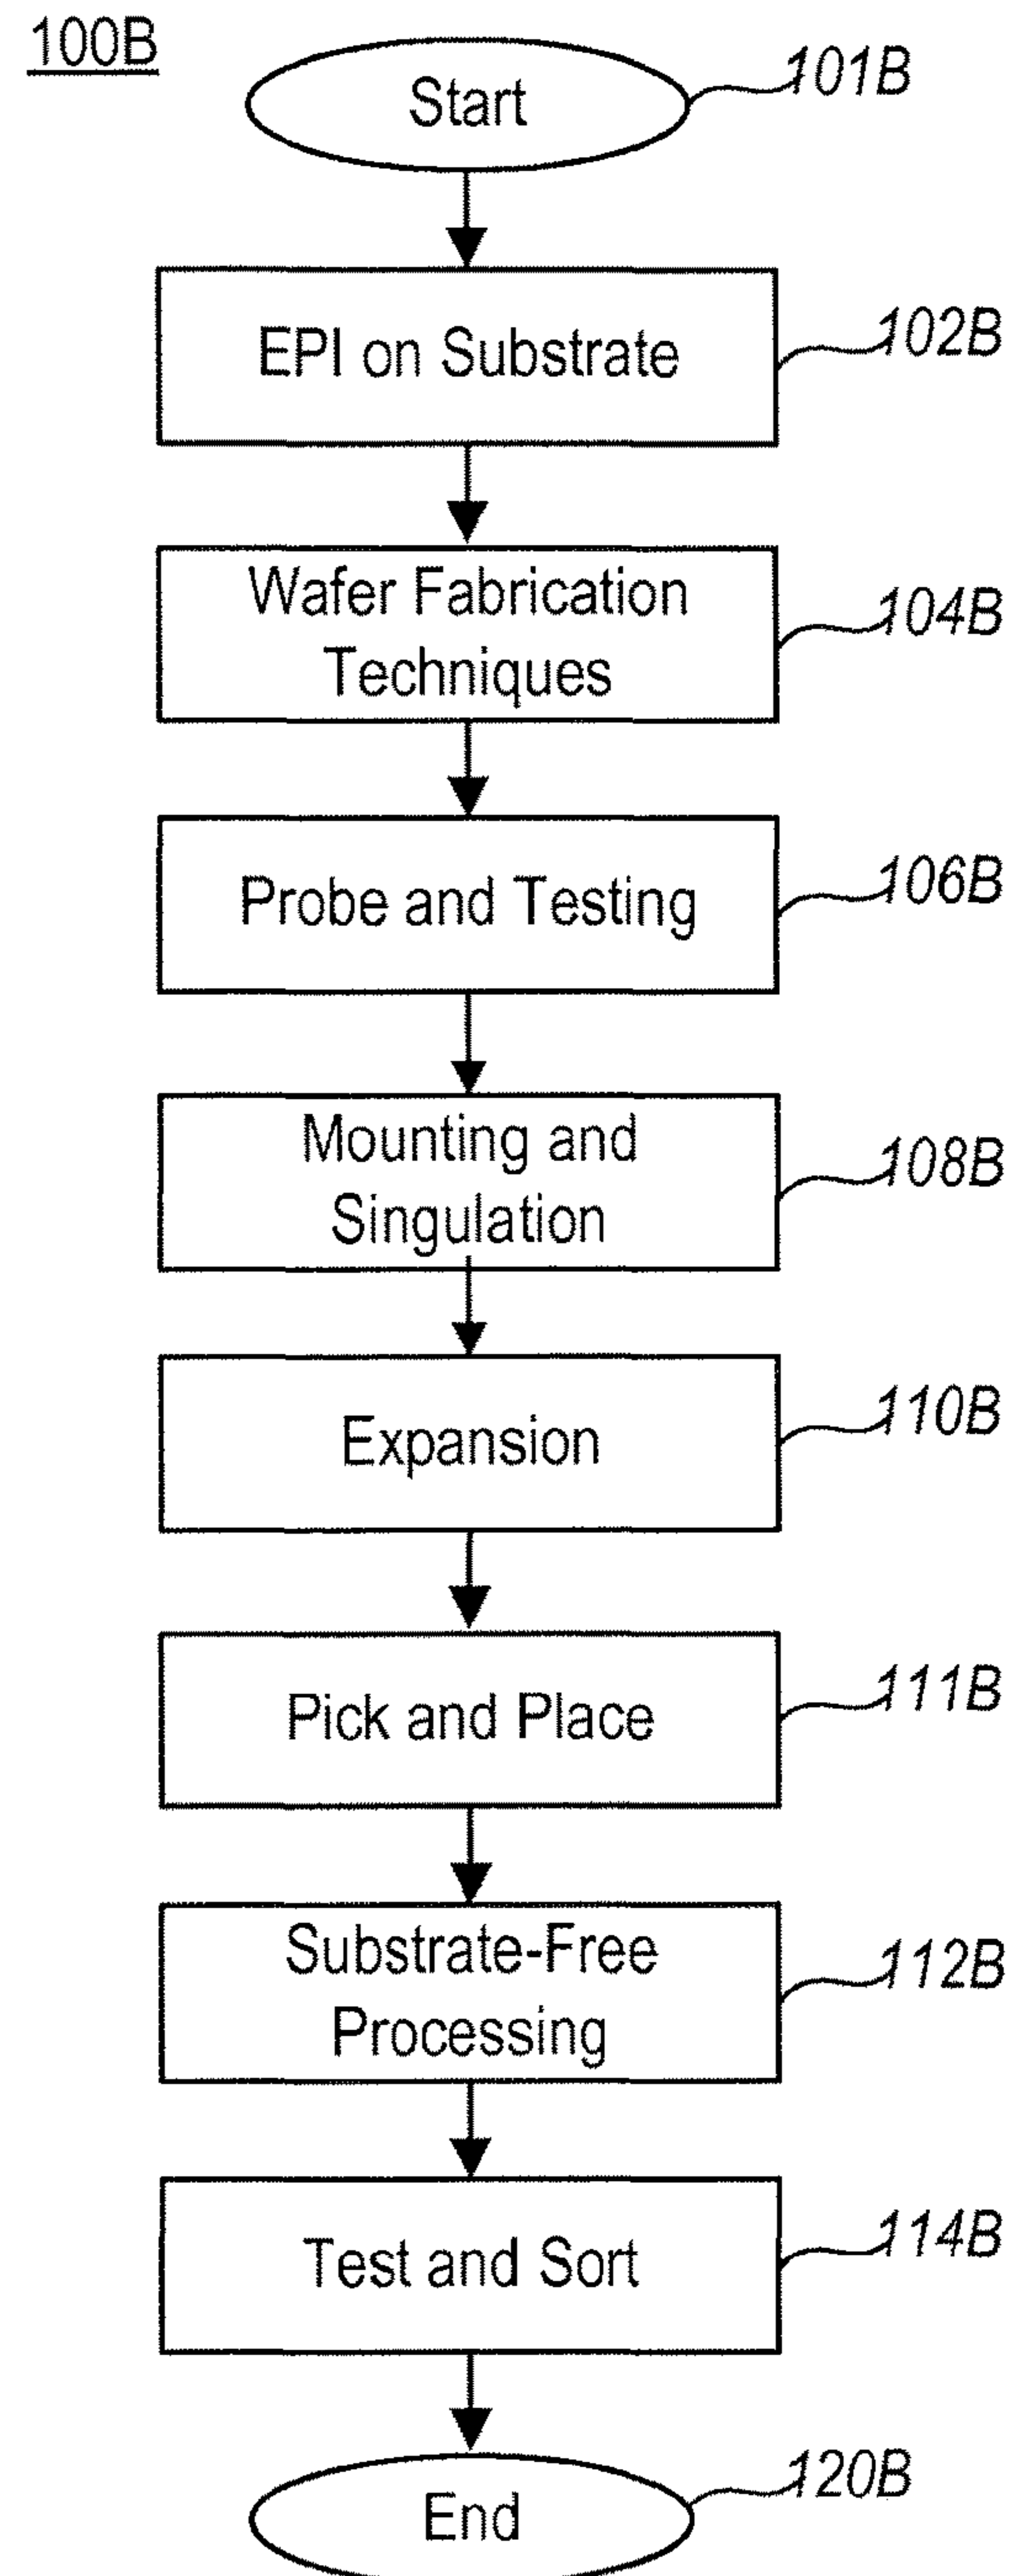 100B
Start
101B
EPI on Substrate
102B
Wafer Fabrication
Techniques
104B
Probe and Testing
106B
Mounting and
Singulation
108B
Expansion
110B
Pick and Place
111B
Substrate-Free
Processing
112B
Test and Sort
114B
End
120B